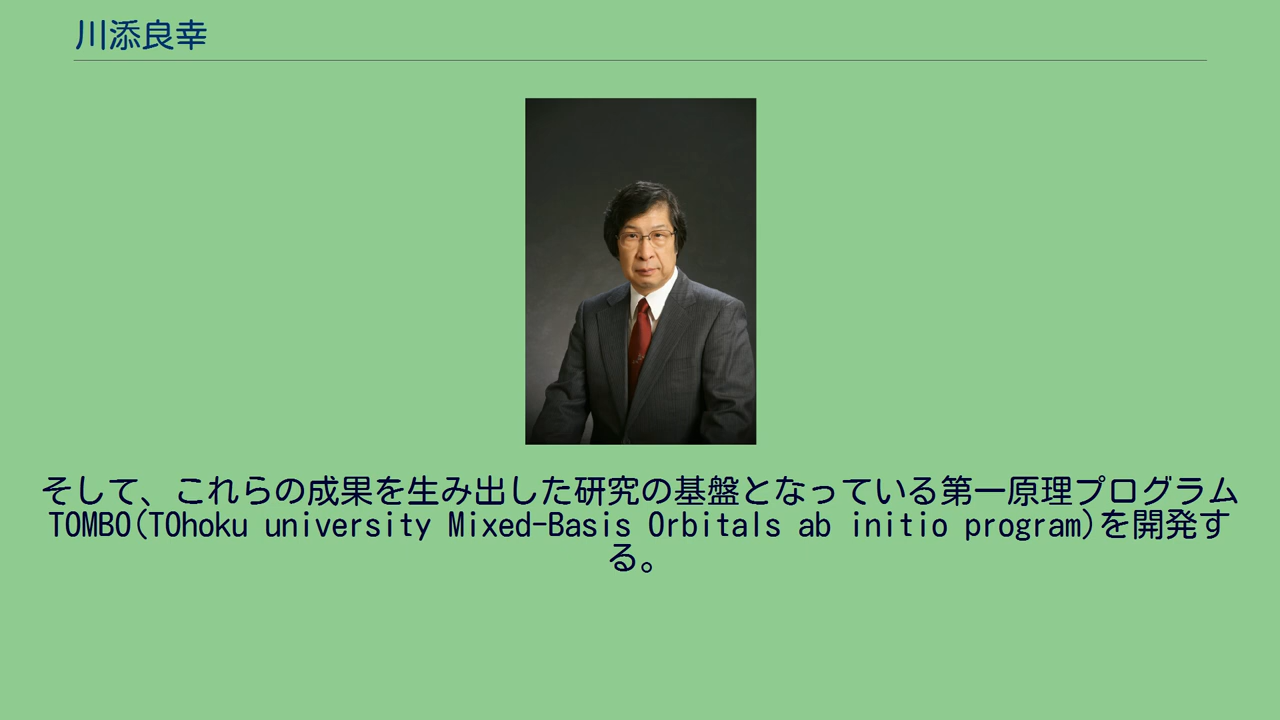 川添良幸
そして、これらの成果を生み出した研究の基盤となっている第一原理プログラム
TOMBO(TOhoku university Mixed-Basis Orbitals ab initio program)を開発す
る。